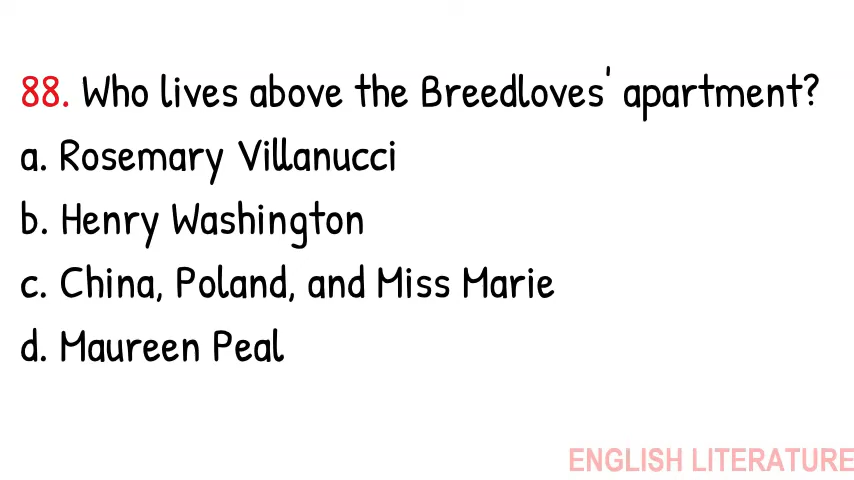 88. Who lives above the Breedloves' apartment?
a. Rosemary Villanucci
b. Henry Washington
c. China, Poland, and Miss Marie
d. Maureen Peal
ENGLISH LITERATURE